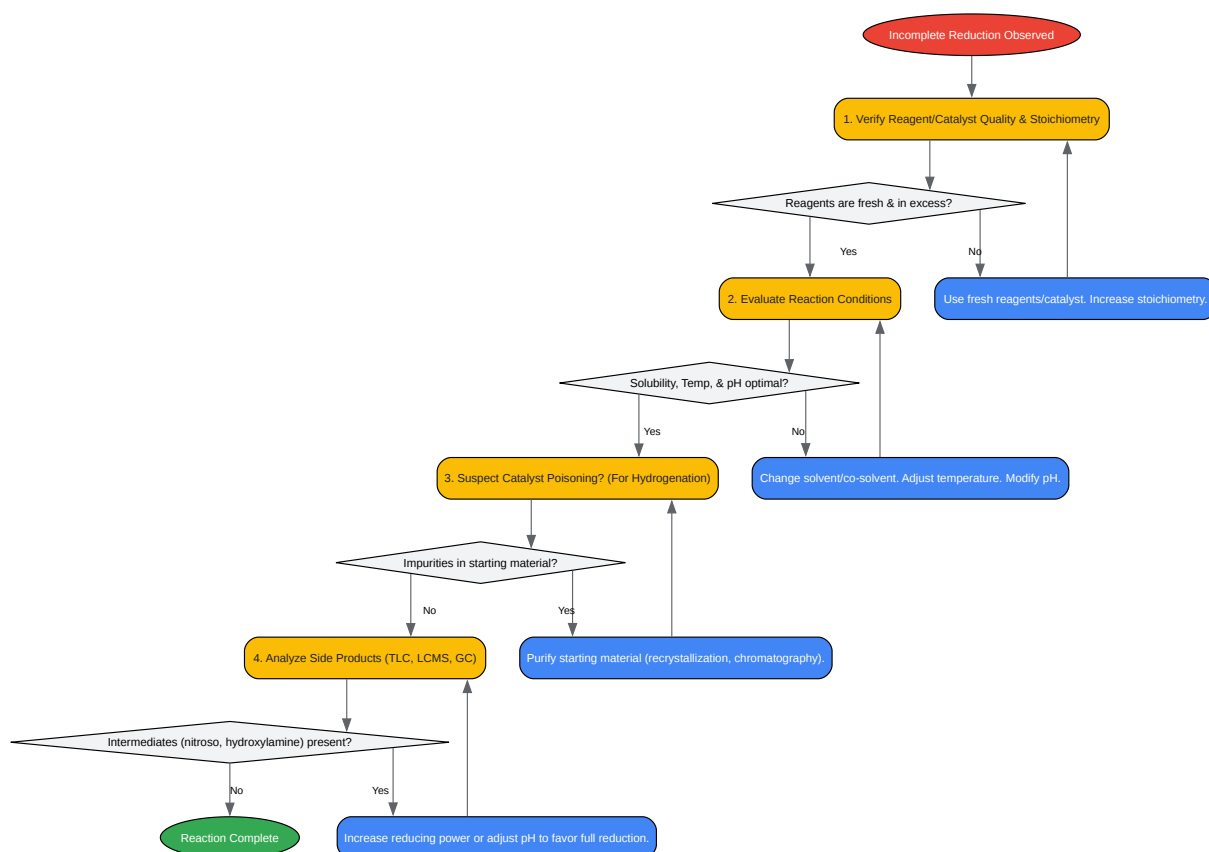 Incomplete Reduction Observed
1. Verify Reagent/Catalyst Quality & Stoichiometry
Reagents are fresh & in excess?
Yes
No
2. Evaluate Reaction Conditions
Use fresh reagents/catalyst. Increase stoichiometry.
Solubility, Temp, & pH optimal?
Yes
No
3. Suspect Catalyst Poisoning? (For Hydrogenation)
Change solvent/co-solvent. Adjust temperature. Modify pH.
Impurities in starting material?
No
Yes
4. Analyze Side Products (TLC, LCMS, GC)
Purify starting material (recrystallization, chromatography).
Intermediates (nitroso, hydroxylamine) present?
No
Yes
Reaction Complete
Increase reducing power or adjust pH to favor full reduction.